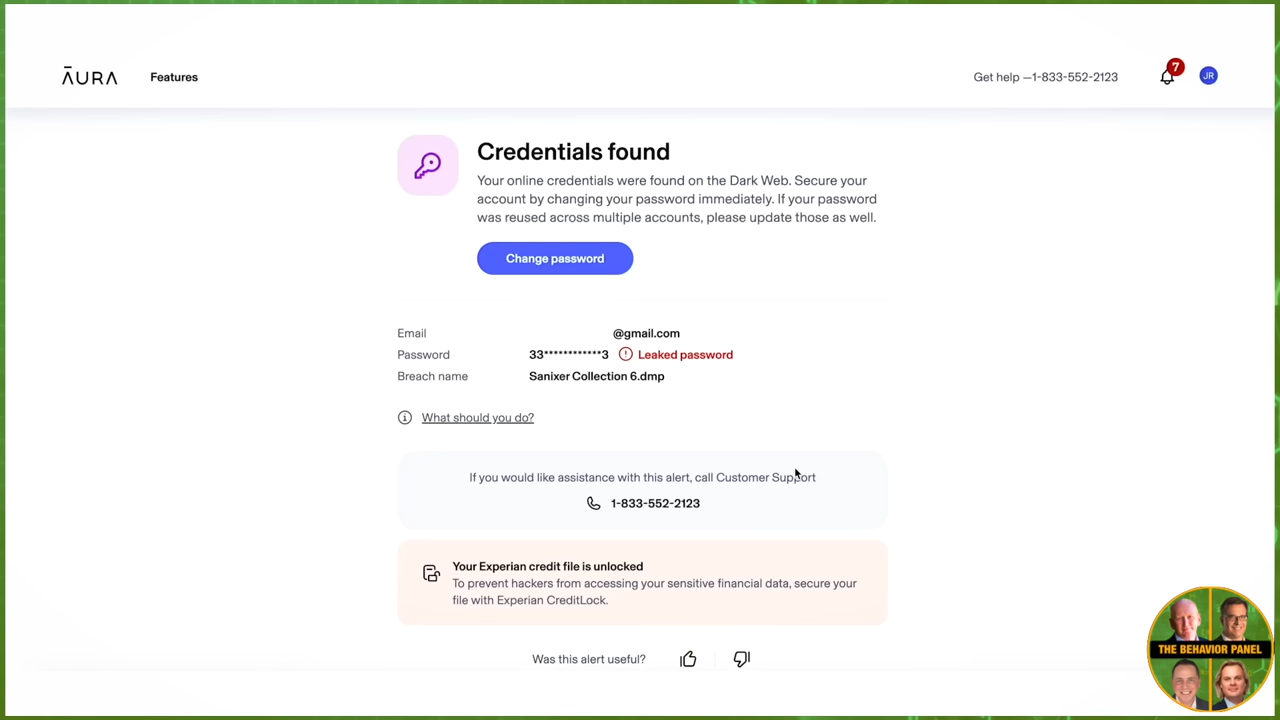 ĀURA
Features
Get help –1-833-552-2123
7
JR
Credentials found
Your online credentials were found on the Dark Web. Secure your
account by changing your password immediately. If your password
was reused across multiple accounts, please update those as well.
Change password
Email @gmail.com
Password 33************3 Leaked password
Breach name Sanixer Collection 6.dmp
What should you do?
If you would like assistance with this alert, call Customer Support
1-833-552-2123
Your Experian credit file is unlocked
To prevent hackers from accessing your sensitive financial data, secure your
file with Experian CreditLock.
Was this alert useful?
THE BEHAVIOR PANEL